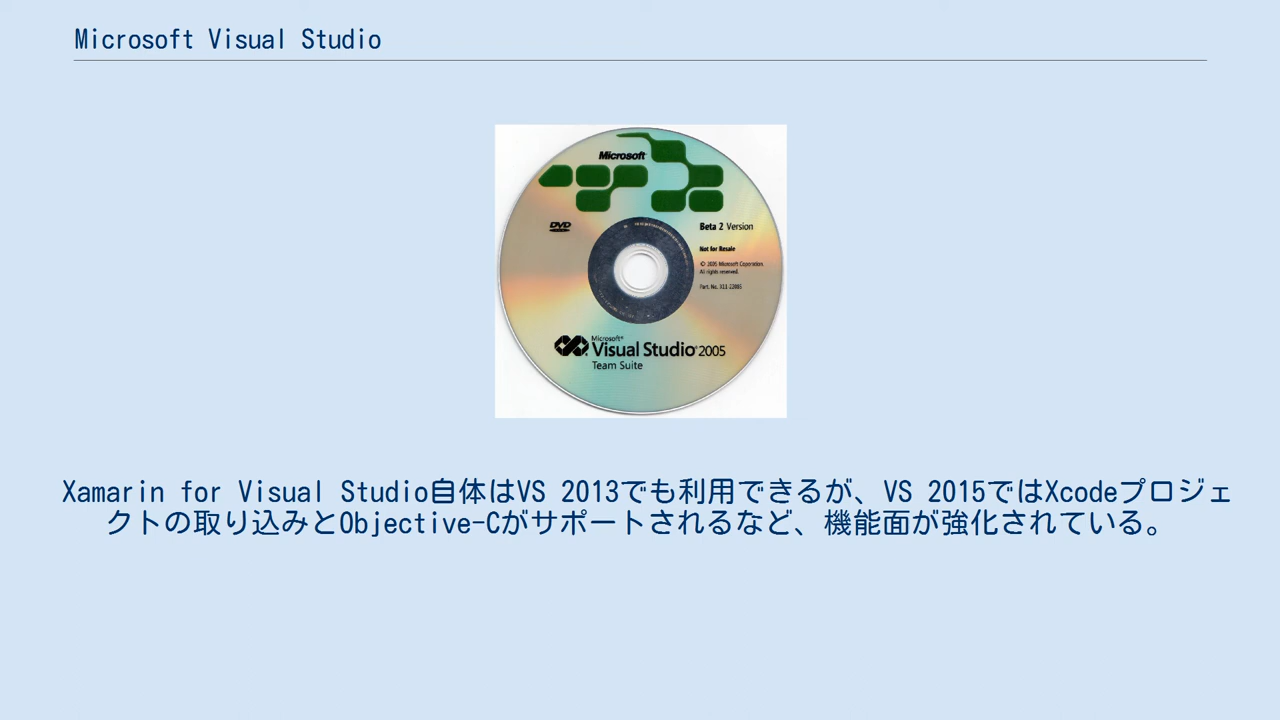 Microsoft Visual Studio
Microsoft
DVD
Beta 2 Version
Not for Resale
© 2005 Microsoft Corporation.
All rights reserved.
Microsoft®
Visual Studio® 2005
Team Suite
Xamarin for Visual Studio自体はVS 2013でも利用できるが、VS 2015ではXcodeプロジェ
クトの取り込みとObjective-Cがサポートされるなど、機能面が強化されている。